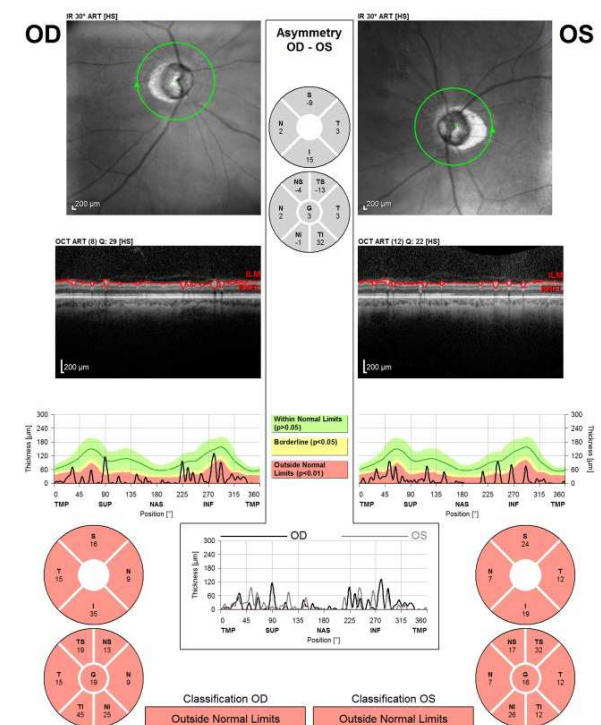 IR 30° ART [HS]
OD
200 µm
Asymmetry
OD - OS
S
-9
N
2
T
3
I
15
NS
-4
TS
-13
N
2
G
3
T
3
NI
-1
TI
32
IR 30° ART [HS]
OS
200 µm
OCT ART (8) Q: 29 [HS]
ILM
200 µm
OCT ART (12) Q: 22 [HS]
ILM
200 µm
Within Normal Limits
(p>0.05)
Borderline (p<0.05)
Outside Normal
Limits (p<0.01)
Thickness [µm]
300
240
180
120
60
0
0 45 90 135 180 225 270 315 360
TMP SUP NAS INF TMP
Position [°]
300
240
180
120
60
0
Thickness [µm]
0 45 90 135 180 225 270 315 360
TMP SUP NAS INF TMP
Position [°]
S
16
T
15
N
9
I
35
TS
19
NS
13
T
15
G
19
N
9
TI
45
NI
25
OD OS
Thickness [µm]
300
240
180
120
60
0
0 45 90 135 180 225 270 315 360
TMP SUP NAS INF TMP
Position [°]
S
24
N
7
T
12
I
19
NS
17
TS
32
N
7
G
16
T
12
NI
26
TI
12
Classification OD
Outside Normal Limits
Classification OS
Outside Normal Limits